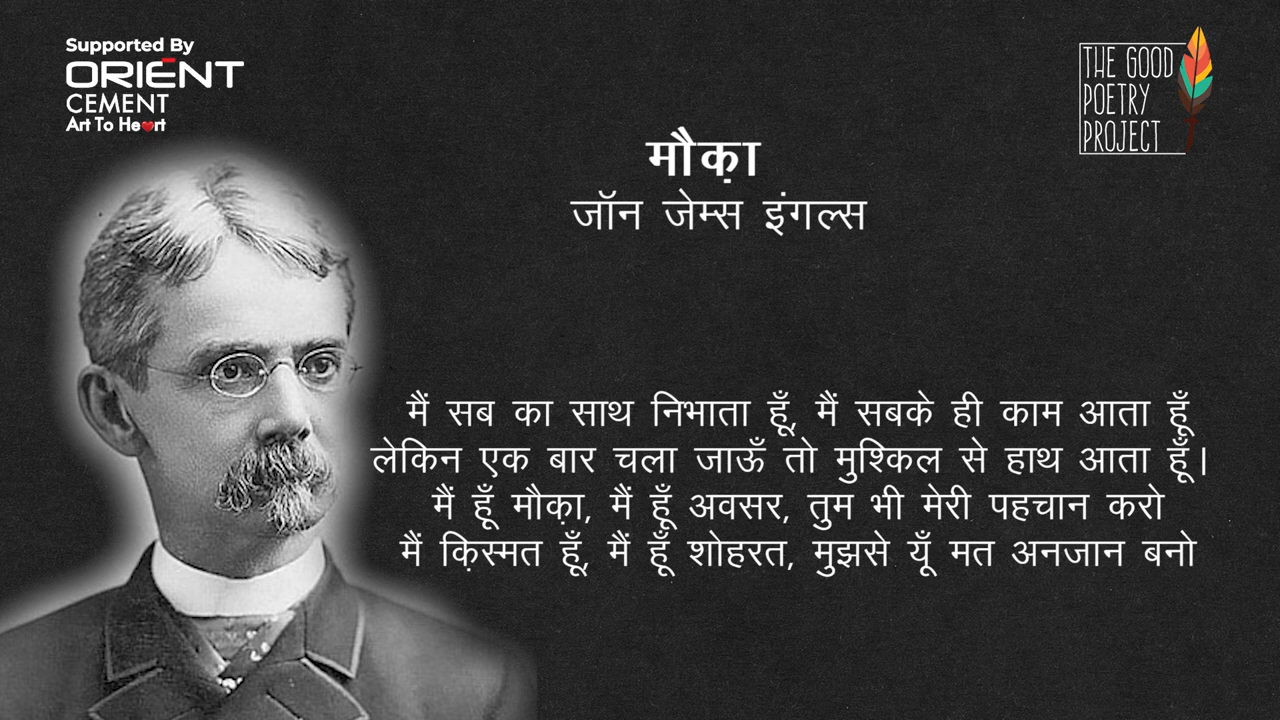 Supported By
ORIENT
CEMENT
Art To Heart
THE GOOD
POETRY
PROJECT
मौक़ा
जॉन जेम्स इंगल्स
मैं सब का साथ निभाता हूँ, मैं सबके ही काम आता हूँ
लेकिन एक बार चला जाऊँ तो मुश्किल से हाथ आता हूँ।
मैं हूँ मौक़ा, मैं हूँ अवसर, तुम भी मेरी पहचान करो
मैं क़िस्मत हूँ, मैं हूँ शोहरत, मुझसे यूँ मत अनजान बनो